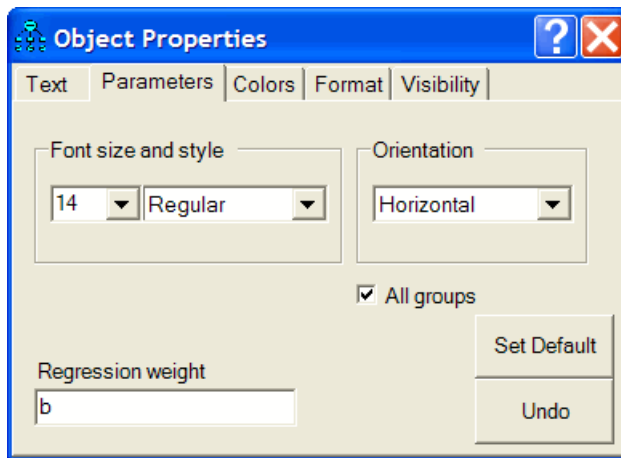 Object Properties
Text Parameters Colors Format Visibility
Font size and style
Orientation
14 Regular
Horizontal
All groups
Set Default
Regression weight
b
Undo